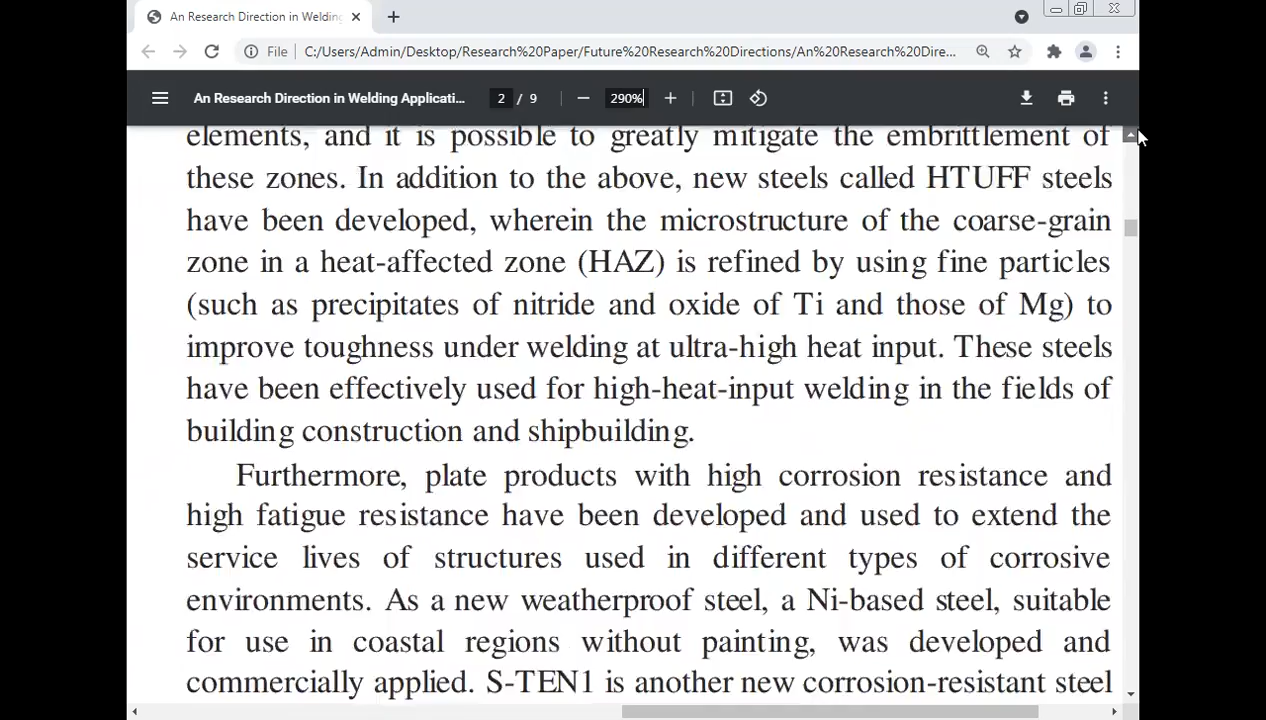 An Research Direction in Welding
File C:/Users/Admin/Desktop/Research%20Paper/Future%20Research%20Directions/An%20Research%20Dire...
An Research Direction in Welding Applicati...
2 / 9
290%
elements, and it is possible to greatly mitigate the embrittlement of
these zones. In addition to the above, new steels called HTUFF steels
have been developed, wherein the microstructure of the coarse-grain
zone in a heat-affected zone (HAZ) is refined by using fine particles
(such as precipitates of nitride and oxide of Ti and those of Mg) to
improve toughness under welding at ultra-high heat input. These steels
have been effectively used for high-heat-input welding in the fields of
building construction and shipbuilding.
Furthermore, plate products with high corrosion resistance and
high fatigue resistance have been developed and used to extend the
service lives of structures used in different types of corrosive
environments. As a new weatherproof steel, a Ni-based steel, suitable
for use in coastal regions without painting, was developed and
commercially applied. S-TEN1 is another new corrosion-resistant steel